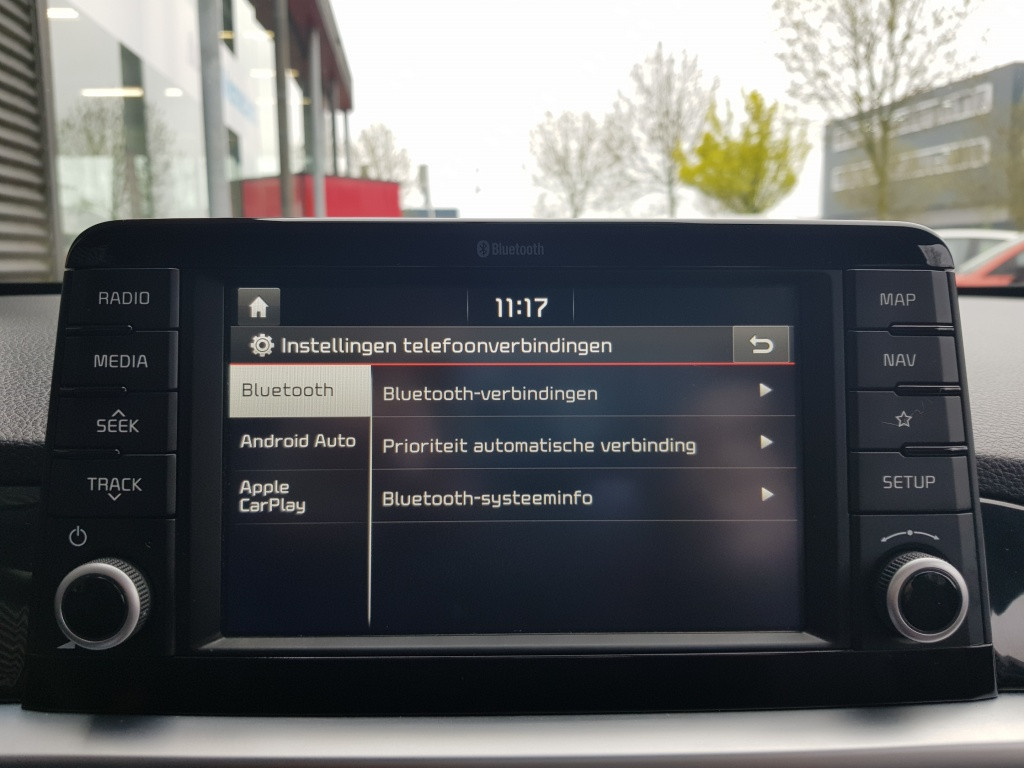 Bluetooth
RADIO
MEDIA
SEEK
TRACK
11:17
Instellingen telefoonverbindingen
Bluetooth
Android Auto
Apple
CarPlay
Bluetooth-verbindingen
Prioriteit automatische verbinding
Bluetooth-systeeminfo
MAP
NAV
SETUP